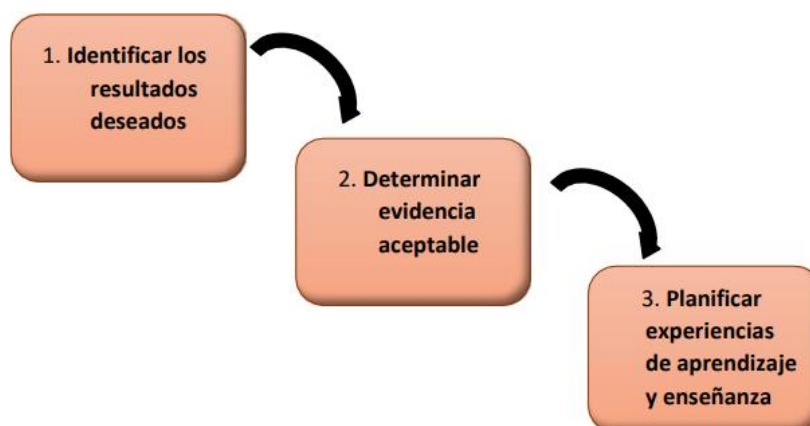 1. Identificar los
resultados
deseados
2. Determinar
evidencia
aceptable
3. Planificar
experiencias
de aprendizaje
y enseñanza